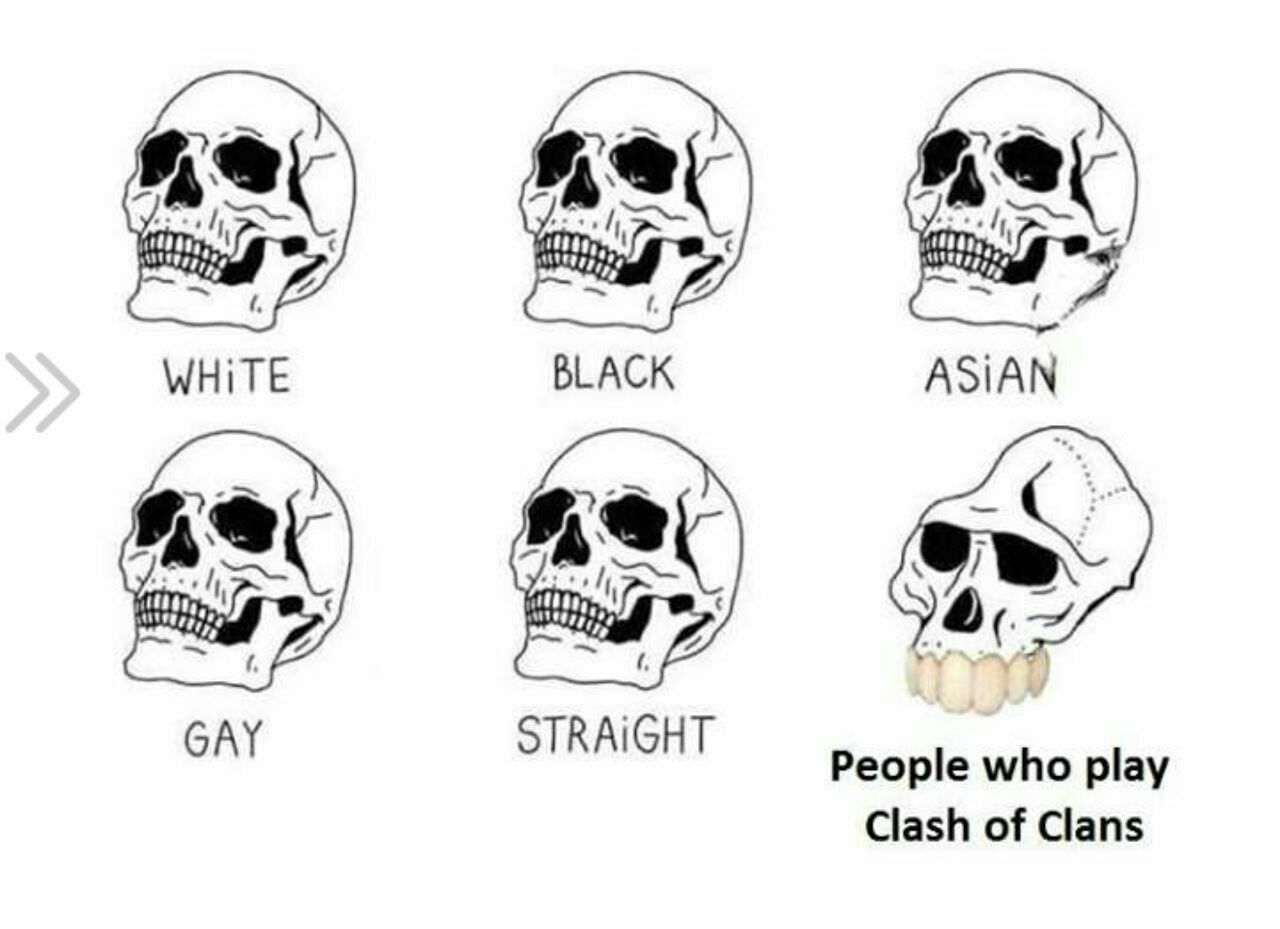 WHiTE
BLACK
ASiAN
GAY
STRAiGHT
People who play
Clash of Clans